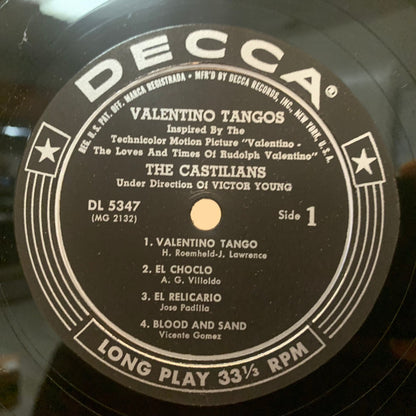 DECCA®
REG. U.S. PAT. OFF. MARCA REGISTRADA • MFR'D BY DECCA RECORDS, INC., NEW YORK, U.S.A.
VALENTINO TANGOS
Inspired By The
Technicolor Motion Picture "Valentino -
The Loves And Times Of Rudolph Valentino"
THE CASTILIANS
Under Direction Of VICTOR YOUNG
DL 5347
(MG 2132)
Side 1
1. VALENTINO TANGO
H. Roemheld-J. Lawrence
2. EL CHOCLO
A. G. Villoldo
3. EL RELICARIO
Jose Padilla
4. BLOOD AND SAND
Vicente Gomez
LONG PLAY 33⅓ RPM